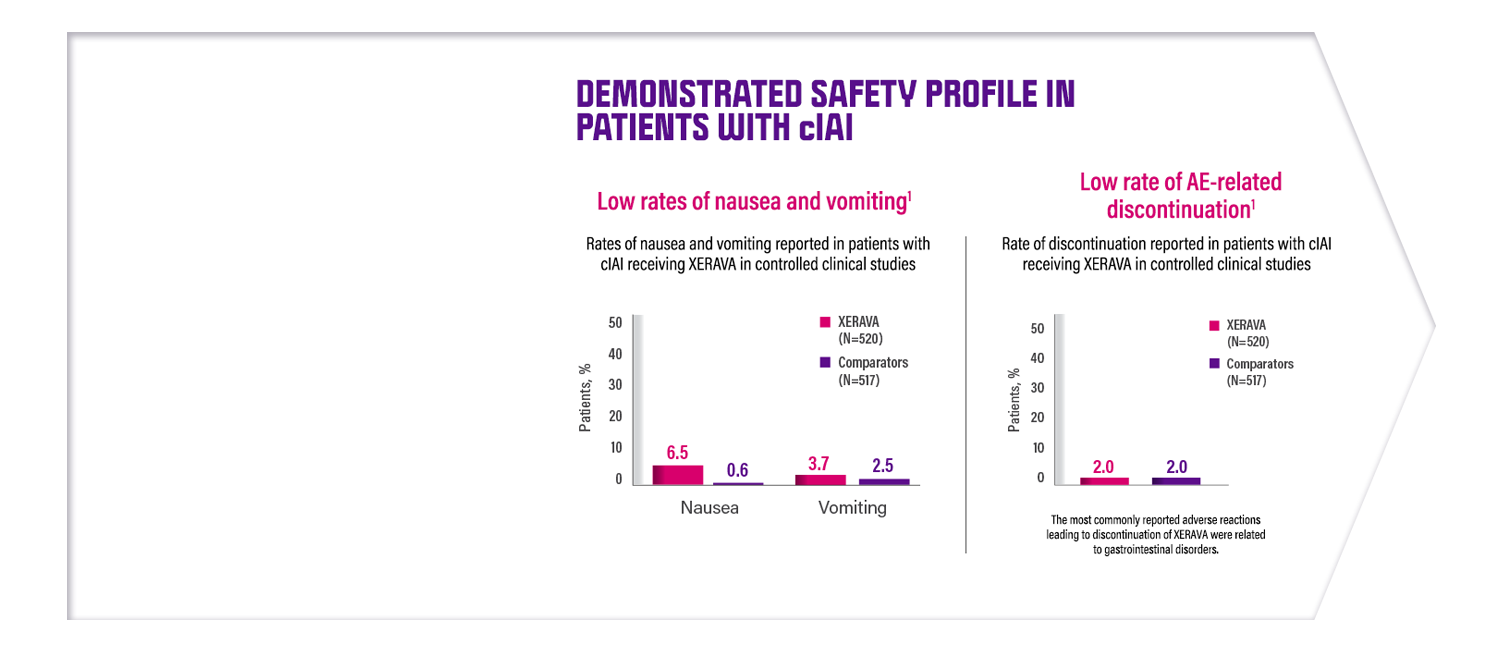 DEMONSTRATED SAFETY PROFILE IN
PATIENTS WITH cIAI
Low rates of nausea and vomiting¹
Rates of nausea and vomiting reported in patients with
cIAI receiving XERAVA in controlled clinical studies
Patients, %
50
40
30
20
10
0
XERAVA
(N=520)
Comparators
(N=517)
6.5
0.6
3.7
2.5
Nausea
Vomiting
Low rate of AE-related
discontinuation¹
Rate of discontinuation reported in patients with cIAI
receiving XERAVA in controlled clinical studies
Patients, %
50
40
30
20
10
0
XERAVA
(N=520)
Comparators
(N=517)
2.0
2.0
The most commonly reported adverse reactions
leading to discontinuation of XERAVA were related
to gastrointestinal disorders.